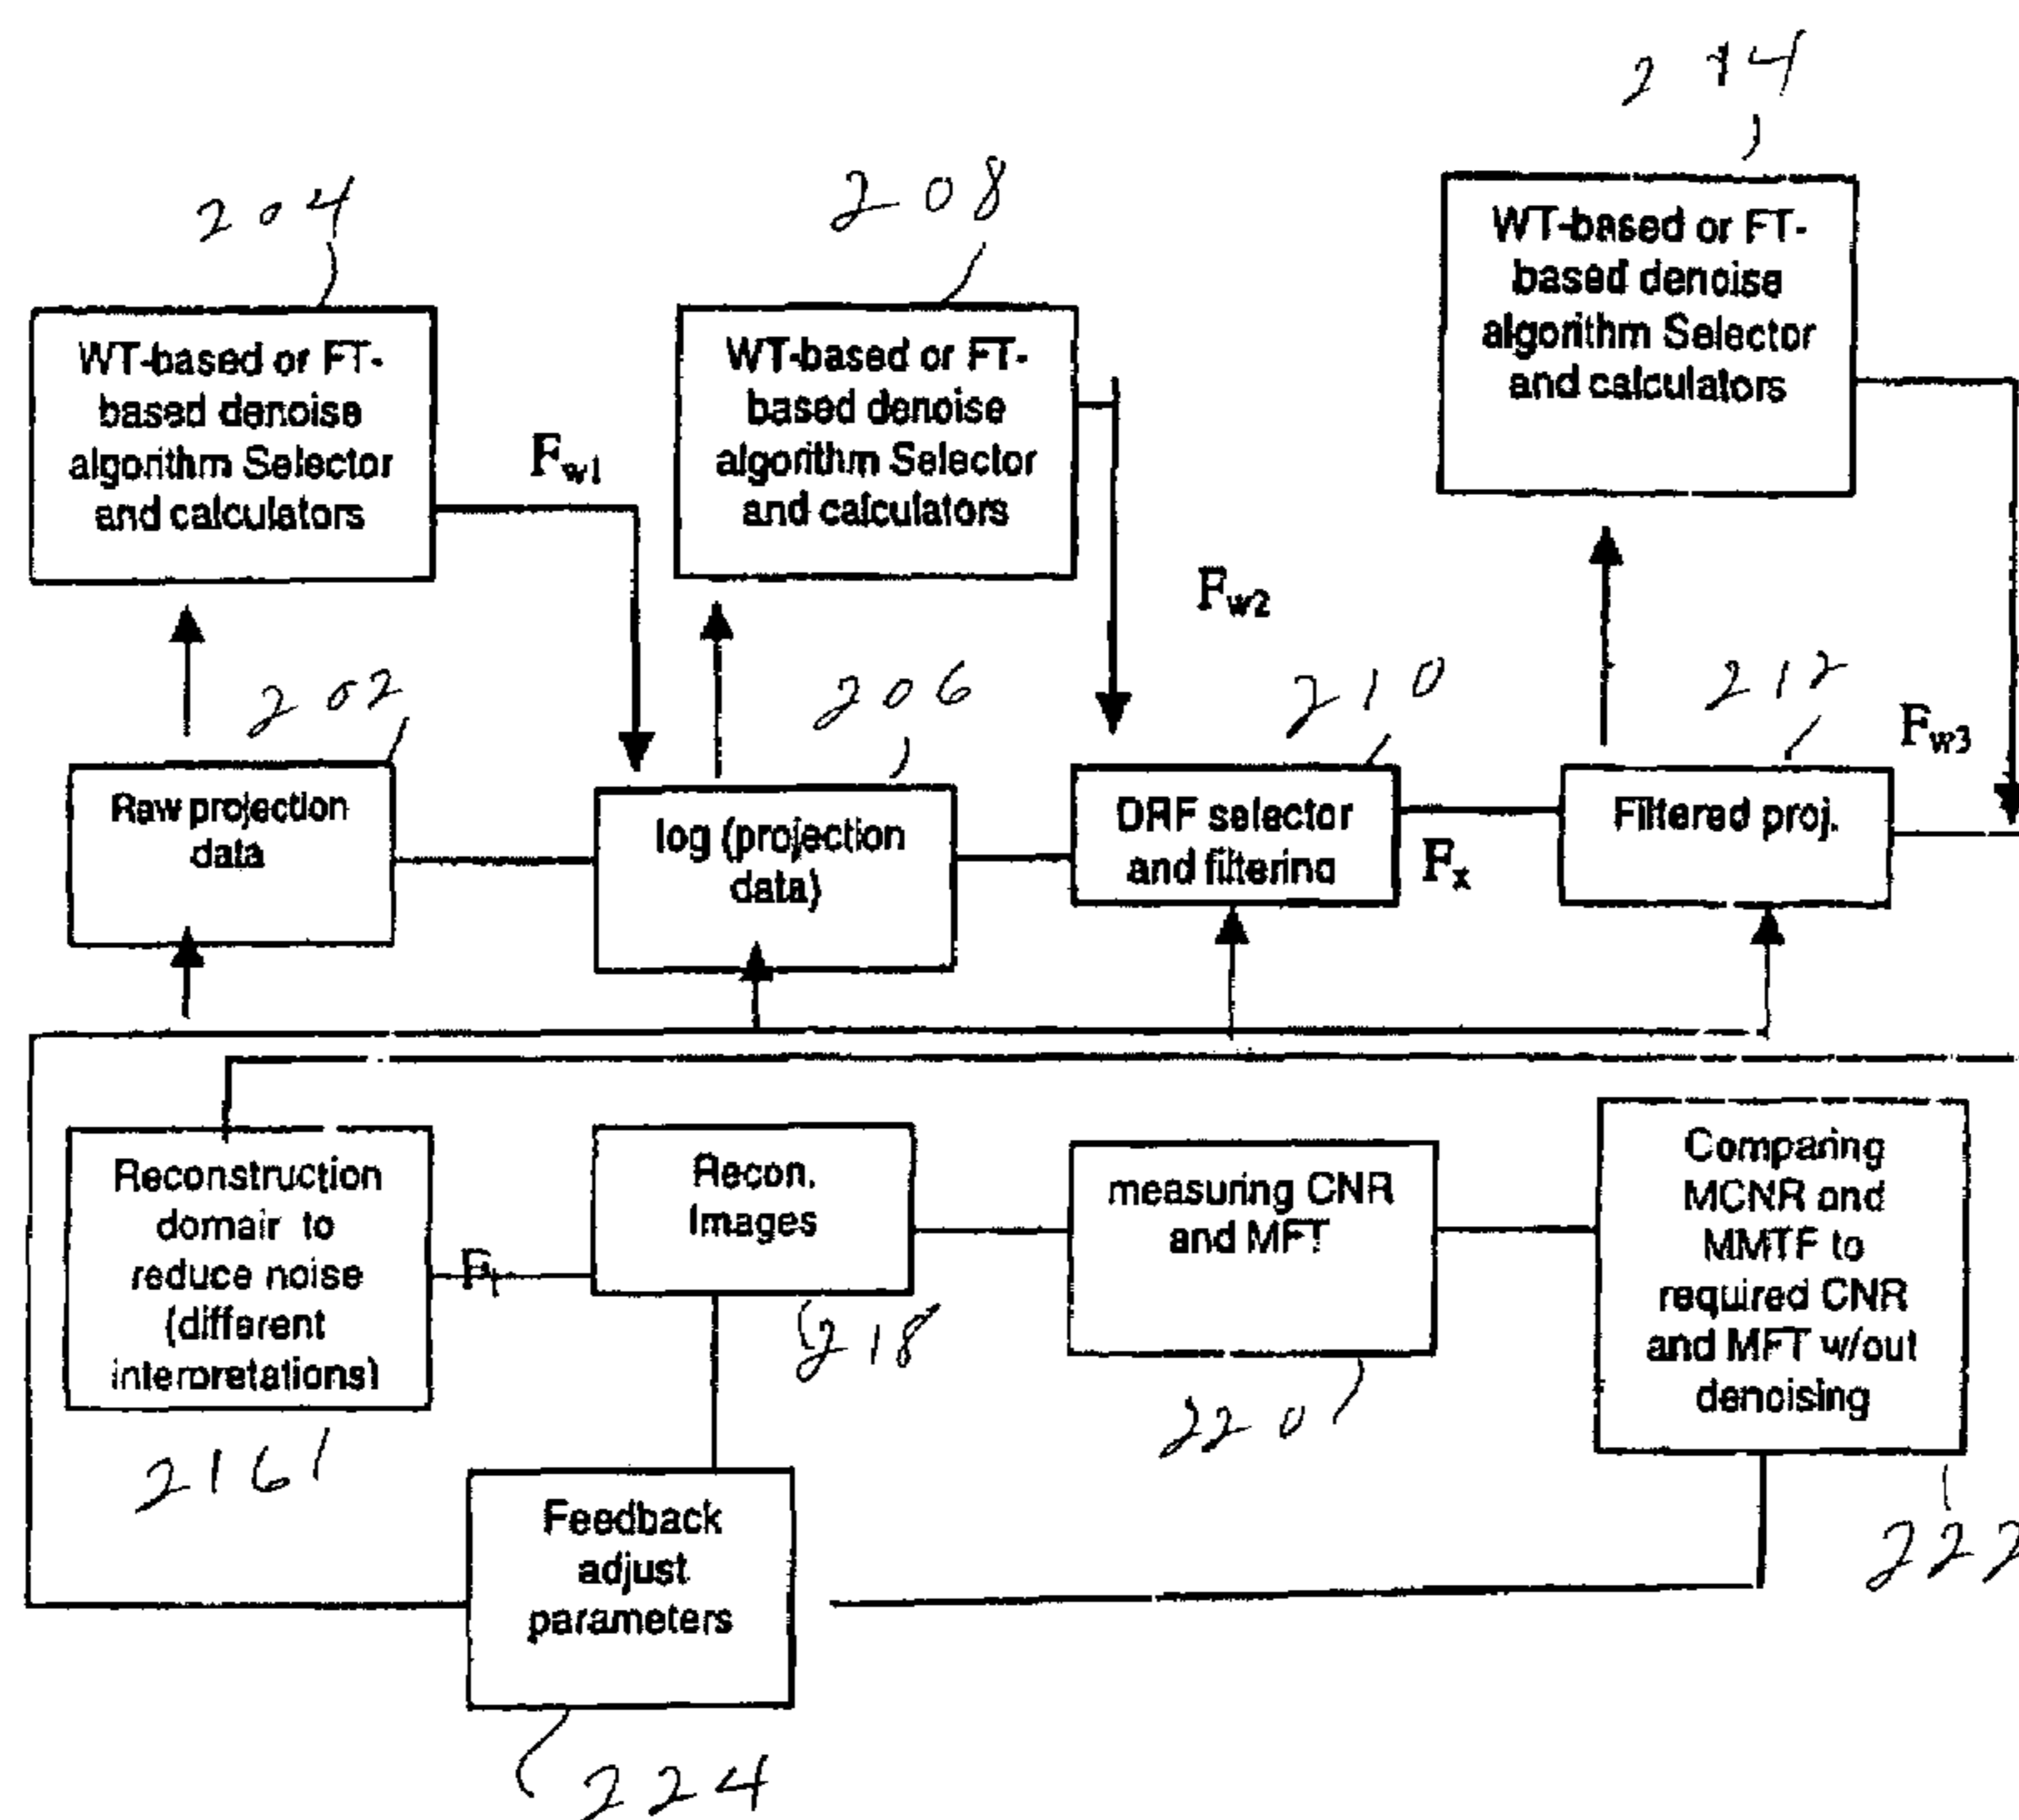 214
204
208
WT-based or FT-
based denoise
algorithm Selector
and calculators
WT-based or FT-
based denoise
algorithm Selector
and calculators
WT-based or FT-
based denoise
algorithm Selector
and calculators
Fw1
Fw2
Fw3
202
206
210
212
Raw projection
data
log (projection
data)
DRF selector
and filtering
Fx
Filtered proj.
Reconstruction
domair to
reduce noise
(different
interpretations)
Recon.
Images
measuring CNR
and MFT
Comparing
MCNR and
MMTF to
required CNR
and MFT w/out
denoising
216
218
220
222
Feedback
adjust
parameters
224